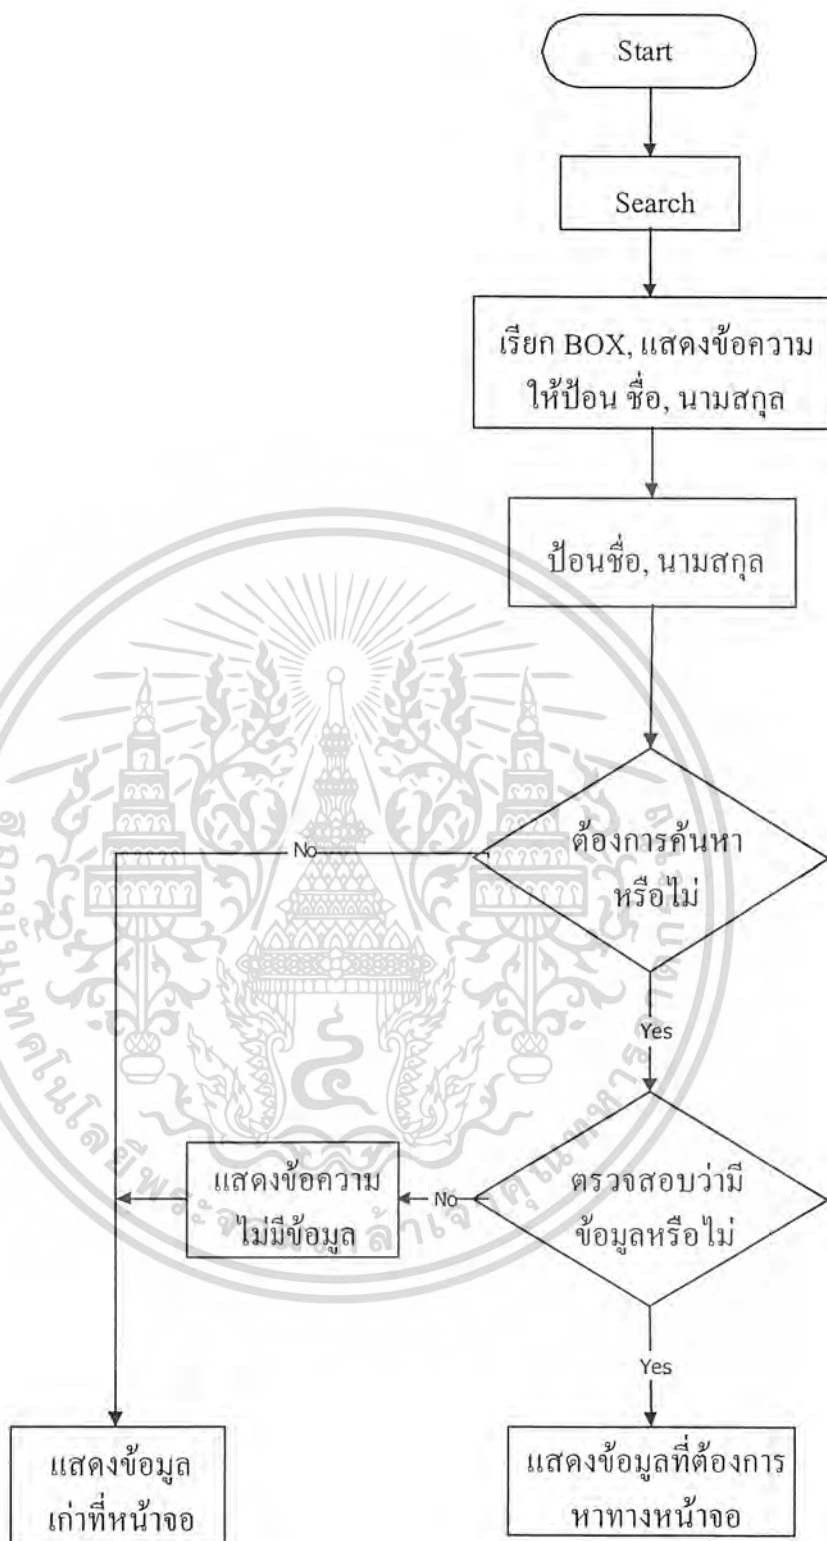 Start
Search
เรียก BOX, แสดงข้อความ
ให้ป้อน ชื่อ, นามสกุล
ป้อนชื่อ, นามสกุล
ต้องการค้นหา
หรือไม่
No
Yes
ตรวจสอบว่ามี
ข้อมูลหรือไม่
No
แสดงข้อความ
ไม่มีข้อมูล
Yes
แสดงข้อมูล
เก่าที่หน้าจอ
แสดงข้อมูลที่ต้องการ
หาทางหน้าจอ